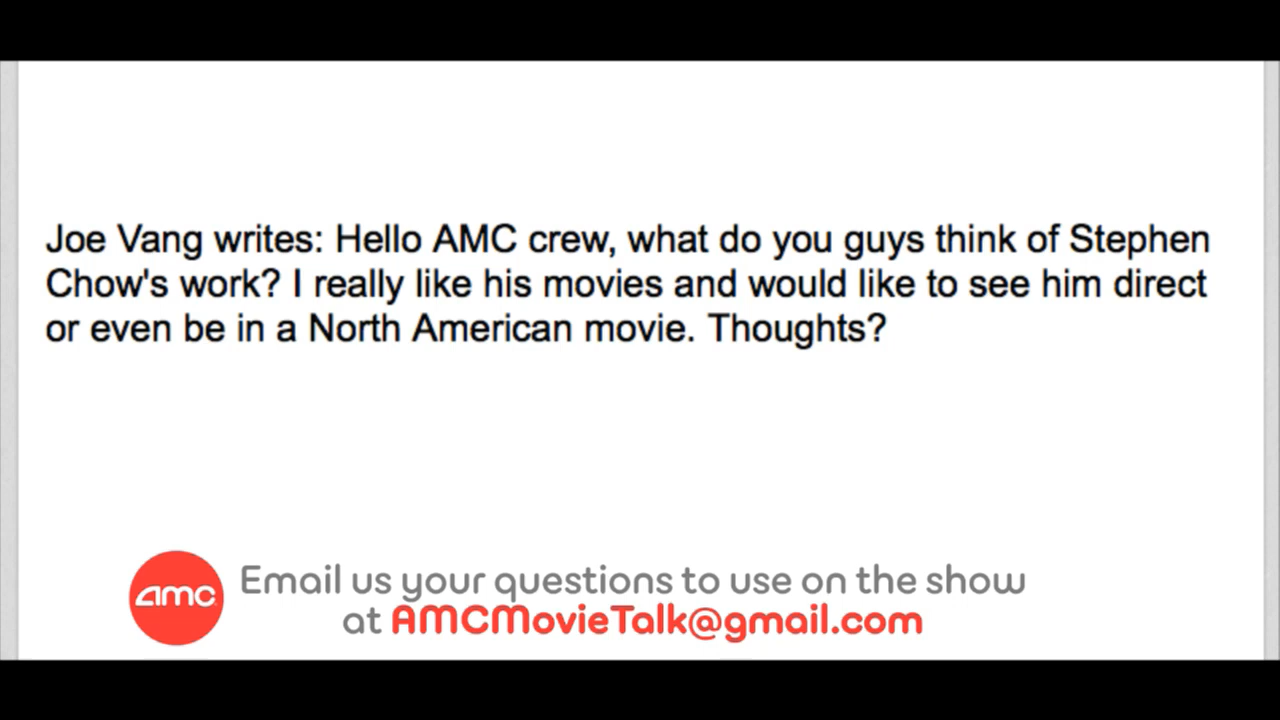 Joe Vang writes: Hello AMC crew, what do you guys think of Stephen
Chow's work? I really like his movies and would like to see him direct
or even be in a North American movie. Thoughts?
amc
Email us your questions to use on the show
at AMCMovieTalk@gmail.com